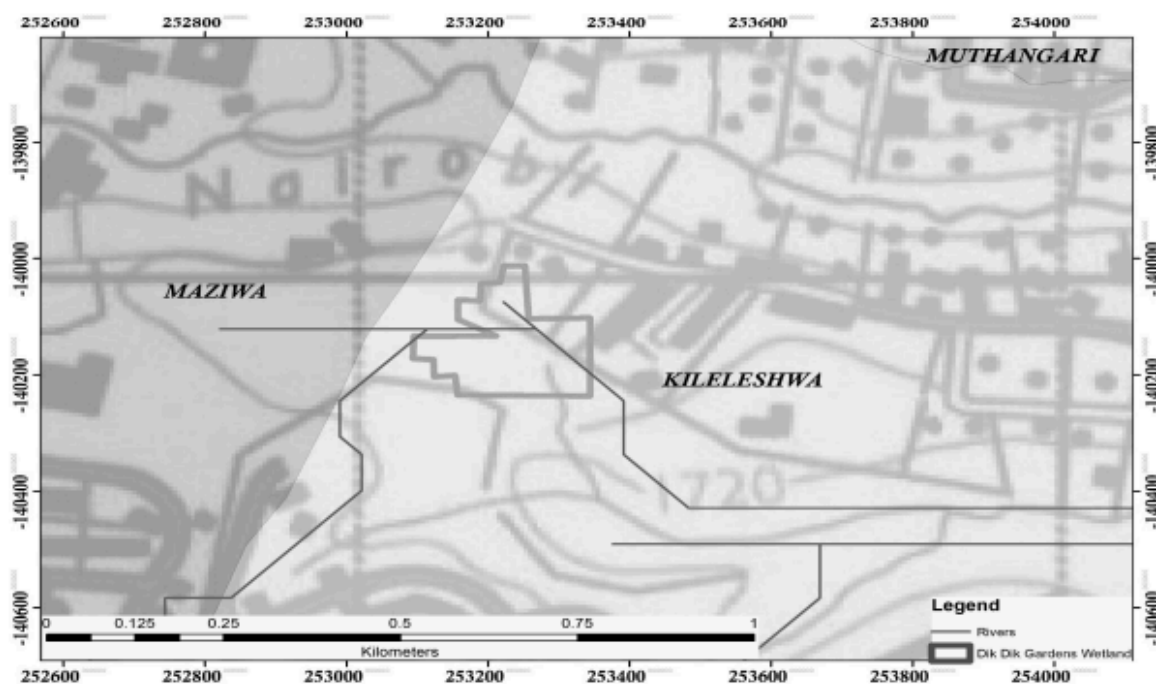 252600 252800 253000 253200 253400 253600 253800 254000
MUTHANGARI
-139800 -139800
Nairobi
-140000 -140000
MAZIWA
-140200 -140200
KILELESHWA
1720
-140400 -140400
-140600 -140600
Legend
Rivers
Dik Dik Gardens Wetland
0 0.125 0.25 0.5 0.75 1
Kilometers
252600 252800 253000 253200 253400 253600 253800 254000